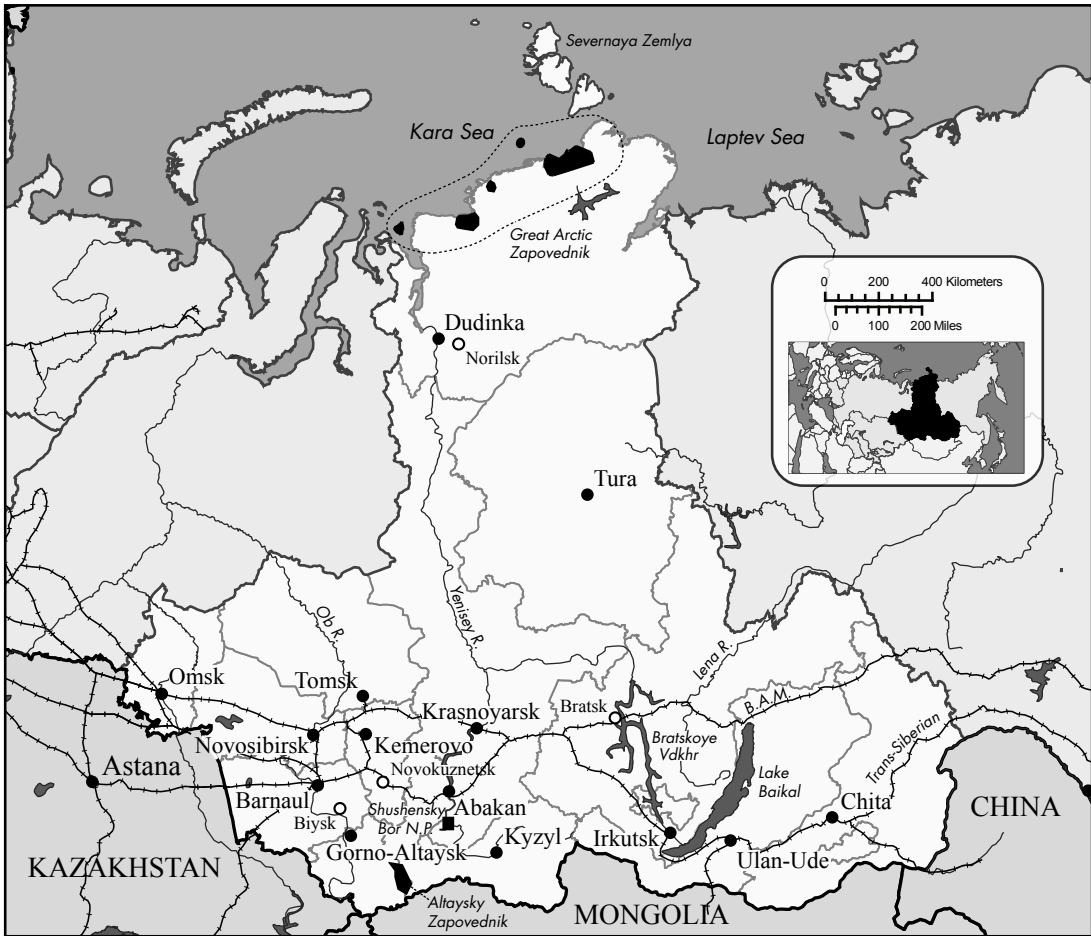 Severnaya Zemlya
Kara Sea
Laptev Sea
Great Arctic
Zapovednik
0 200 400 Kilometers
0 100 200 Miles
Dudinka
Norilsk
Tura
Ob R.
Yenisey R.
Lena R.
B.A.M.
Trans-Siberian
Omsk
Tomsk
Krasnoyarsk
Bratsk
Bratskoye
Vdkhr
Novosibirsk
Kemerovo
Novokuznetsk
Lake
Baikal
Astana
Barnaul
Shushensky
Bor N.P.
Abakan
Biysk
Chita
CHINA
Irkutsk
Kyzyl
Gorno-Altaysk
Ulan-Ude
KAZAKHSTAN
Altaysky
Zapovednik
MONGOLIA